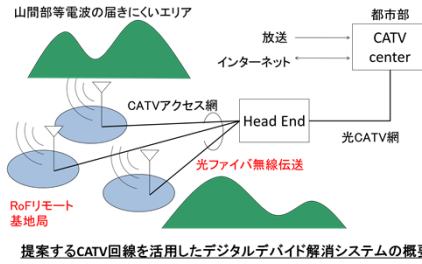 山間部等電波の届きにくいエリア
都市部
放送
インターネット
CATV
center
CATVアクセス網
Head End
光CATV網
光ファイバ無線伝送
RoFリモート
基地局
提案するCATV回線を活用したデジタルデバイド解消システムの概要